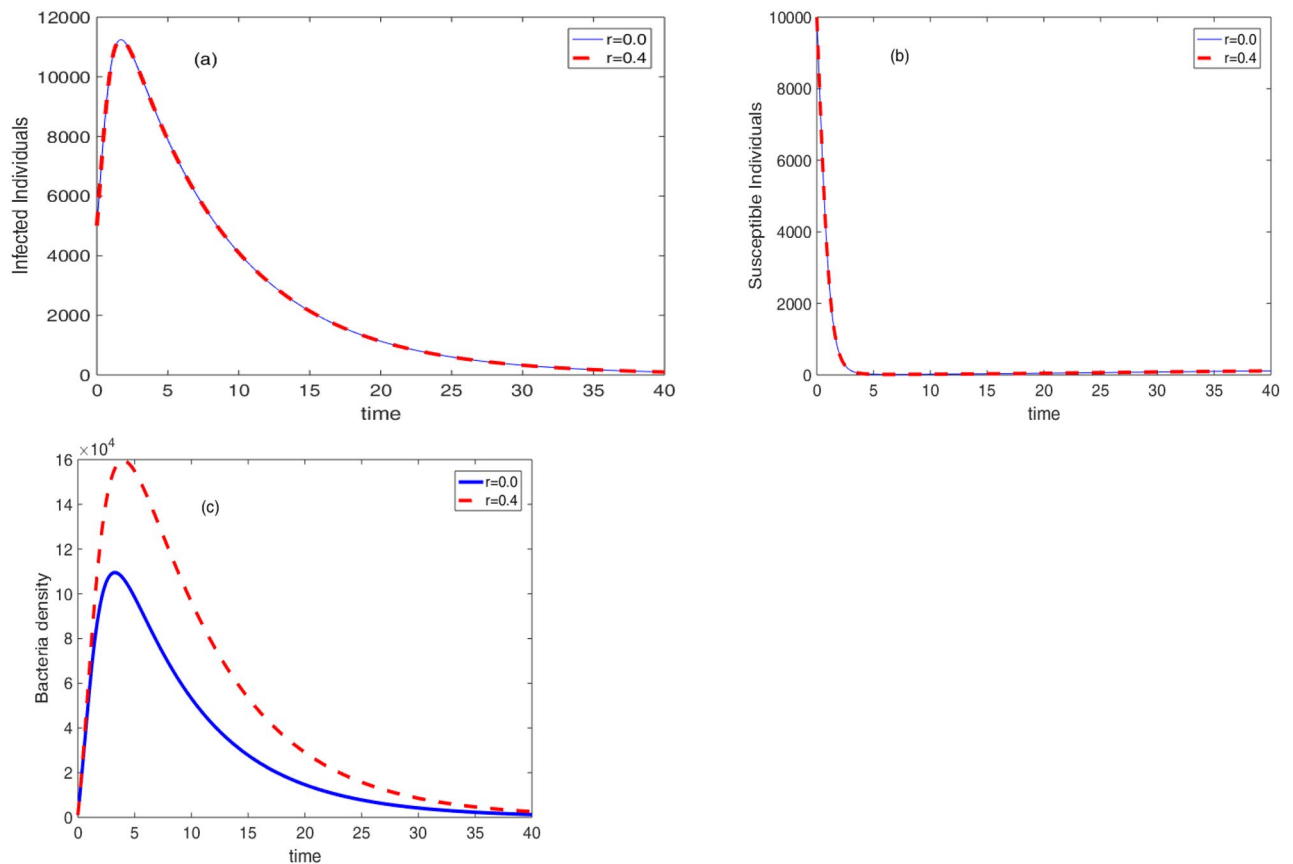 (a)
r=0.0
r=0.4
Infected Individuals
12000
10000
8000
6000
4000
2000
0
0 5 10 15 20 25 30 35 40
time
(b)
r=0.0
r=0.4
Susceptible Individuals
10000
8000
6000
4000
2000
0
0 5 10 15 20 25 30 35 40
time
×10⁴
(c)
r=0.0
r=0.4
Bacteria density
16
14
12
10
8
6
4
2
0
0 5 10 15 20 25 30 35 40
time